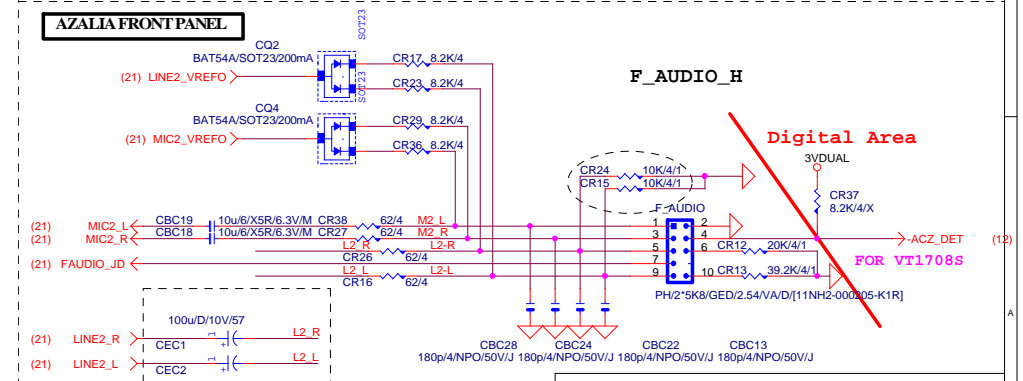 AZALIA FRONT PANEL
SOT23
CQ2
BAT54A/SOT23/200mA
CR17 8.2K/4
(21) LINE2_VREFO
CR23 8.2K/4
SOT23
F_AUDIO_H
CQ4
BAT54A/SOT23/200mA
CR29 8.2K/4
(21) MIC2_VREFO
CR36 8.2K/4
Digital Area
3VDUAL
CR24 10K/4/1
CR15 10K/4/1
CR37
8.2K/4/X
F_AUDIO
(21) MIC2_L CBC19 10u/6/X5R/6.3V/M CR38 62/4 M2_L 1 2
(21) MIC2_R CBC18 10u/6/X5R/6.3V/M CR27 62/4 M2_R 3 4
-ACZ_DET (12)
L2_R L2-R 5 6 CR12 20K/4/1
CR26 62/4
FOR VT1708S
(21) FAUDIO_JD 7
L2_L L2-L 9 10 CR13 39.2K/4/1
CR16 62/4
PH/2*5K8/GED/2.54/VA/D/[11NH2-000205-K1R]
100u/D/10V/57
(21) LINE2_R 1 L2_R
CEC1
(21) LINE2_L 1 L2_L
CEC2
CBC28 CBC24 CBC22 CBC13
180p/4/NPO/50V/J 180p/4/NPO/50V/J 180p/4/NPO/50V/J 180p/4/NPO/50V/J
A